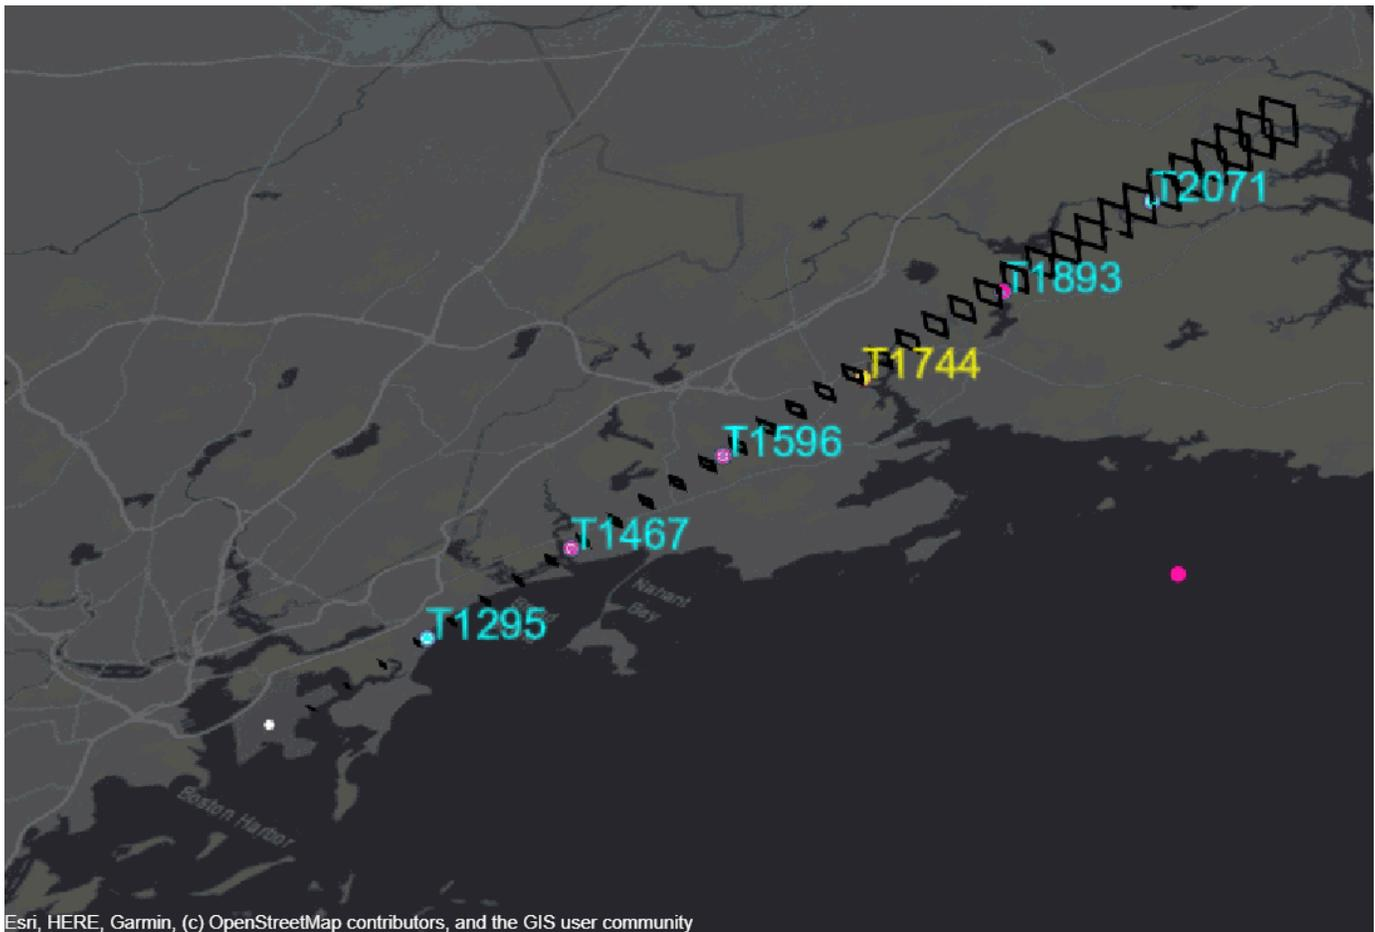 T2071
T1893
T1744
T1596
T1467
Nahant
Bay
T1295
Boston Harbor
Esri, HERE, Garmin, (c) OpenStreetMap contributors, and the GIS user community